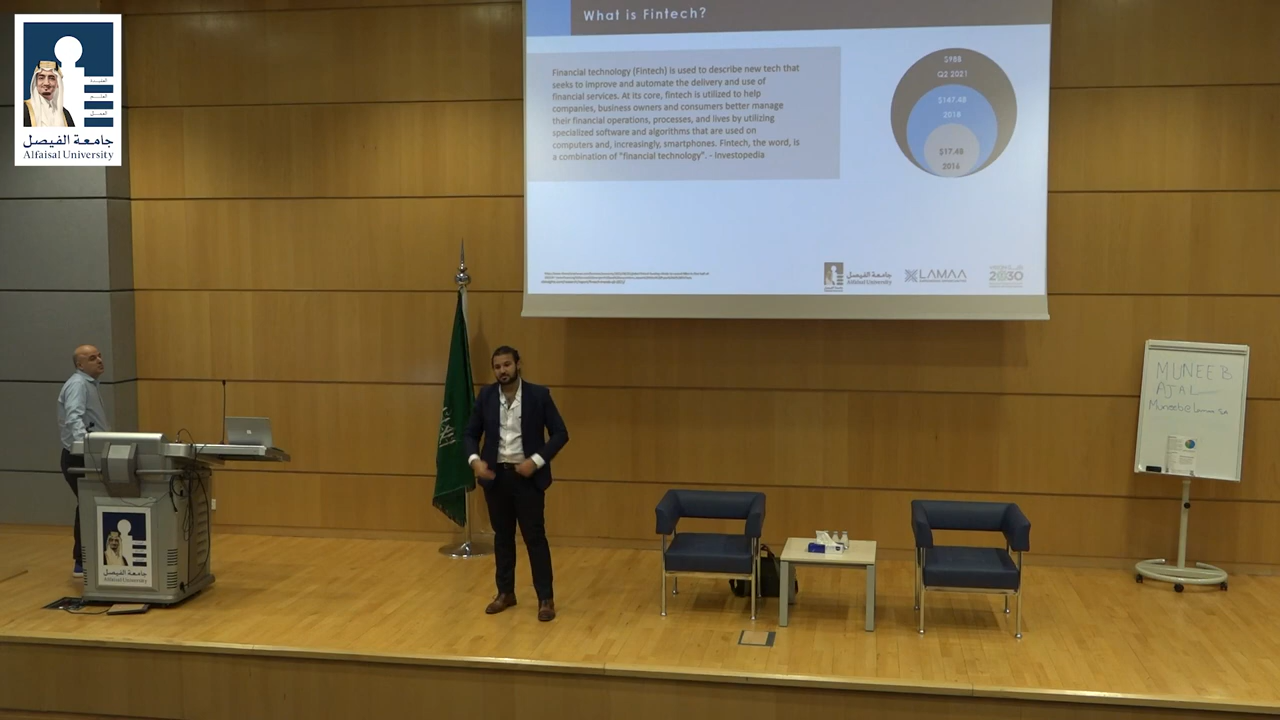 جامعة الفيصل
Alfaisal University
What is Fintech?
Financial technology (Fintech) is used to describe new tech that
seeks to improve and automate the delivery and use of
financial services. At its core, fintech is utilized to help
companies, business owners and consumers better manage
their financial operations, processes, and lives by utilizing
specialized software and algorithms that are used on
computers and, increasingly, smartphones. Fintech, the word, is
a combination of "financial technology". - Investopedia
$98B
Q2 2021
$147.4B
2018
$17.4B
2016
جامعة الفيصل
Alfaisal University
LAMAA
2030
MUNEEB
AJAL
جامعة الفيصل
Alfaisal University